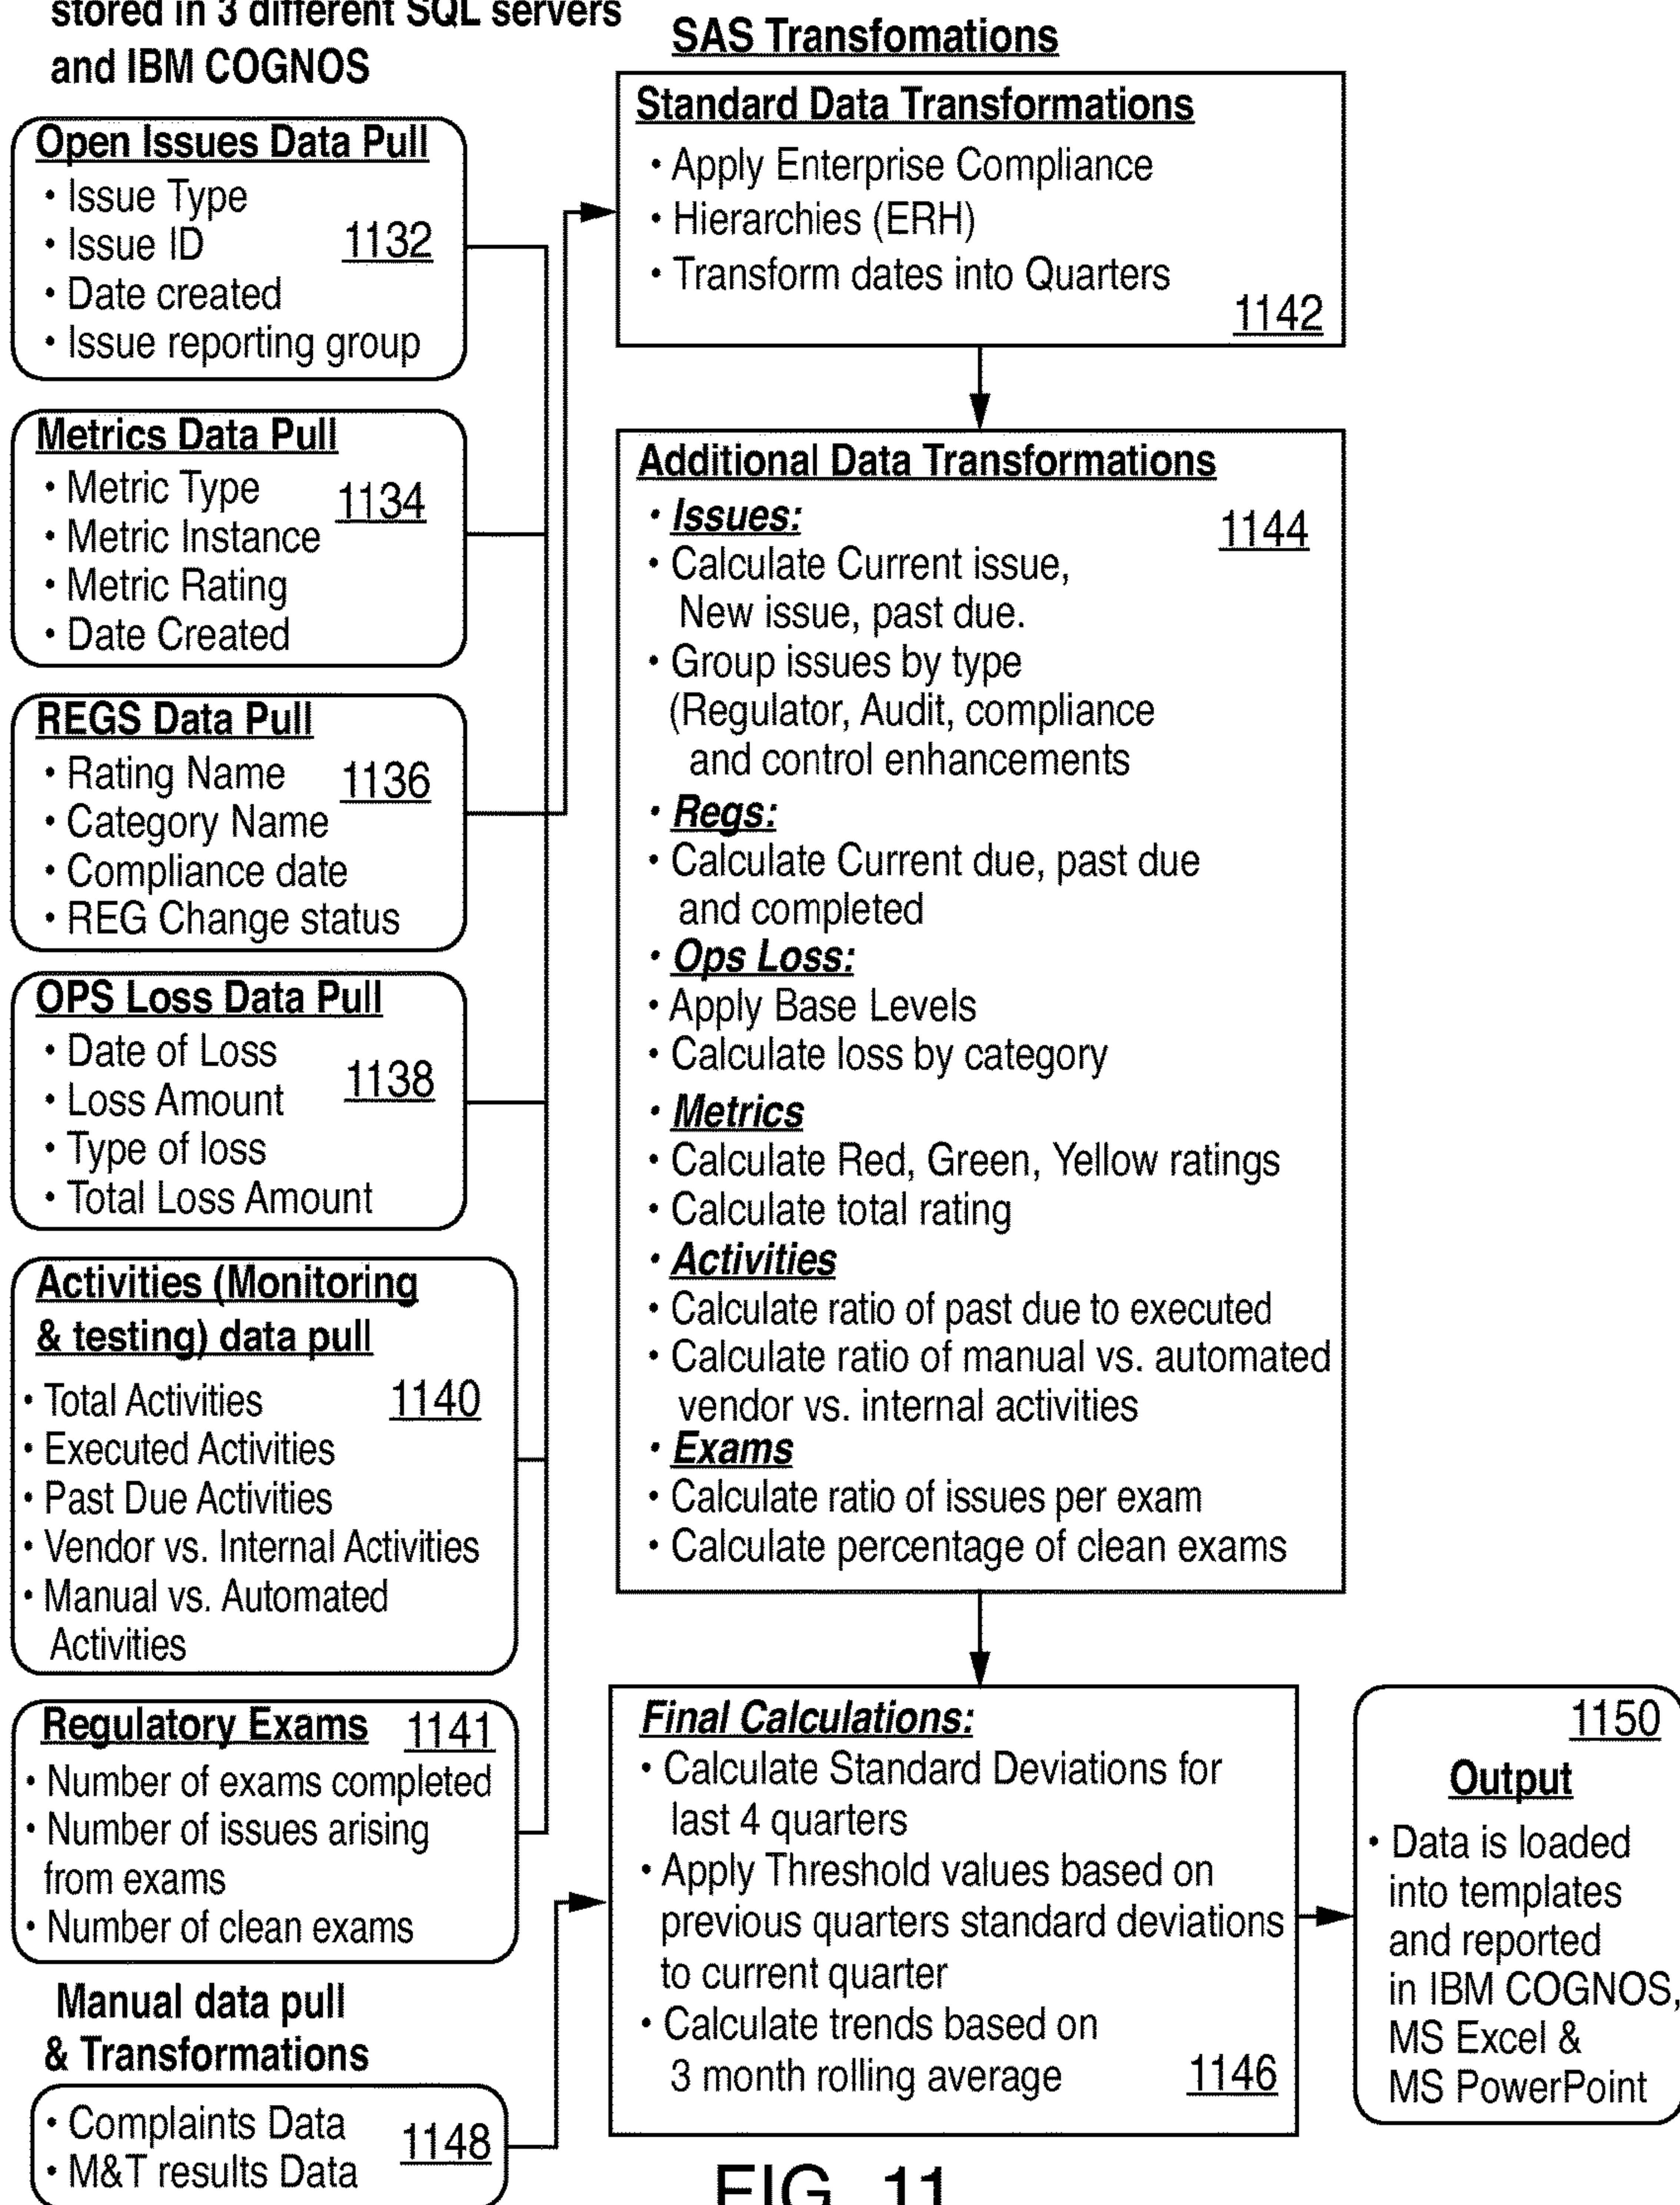 stored in 3 different SQL servers
and IBM COGNOS
Open Issues Data Pull
• Issue Type
• Issue ID
1132
• Date created
• Issue reporting group
Metrics Data Pull
• Metric Type
1134
• Metric Instance
• Metric Rating
• Date Created
REGS Data Pull
• Rating Name
1136
• Category Name
• Compliance date
• REG Change status
OPS Loss Data Pull
• Date of Loss
1138
• Loss Amount
• Type of loss
• Total Loss Amount
Activities (Monitoring
& testing) data pull
• Total Activities
1140
• Executed Activities
• Past Due Activities
• Vendor vs. Internal Activities
• Manual vs. Automated
Activities
Regulatory Exams
1141
• Number of exams completed
• Number of issues arising
from exams
• Number of clean exams
Manual data pull
& Transformations
• Complaints Data
1148
• M&T results Data
SAS Transfomations
Standard Data Transformations
• Apply Enterprise Compliance
• Hierarchies (ERH)
• Transform dates into Quarters
1142
Additional Data Transformations
• Issues:
1144
• Calculate Current issue,
New issue, past due.
• Group issues by type
(Regulator, Audit, compliance
and control enhancements
• Regs:
• Calculate Current due, past due
and completed
• Ops Loss:
• Apply Base Levels
• Calculate loss by category
• Metrics
• Calculate Red, Green, Yellow ratings
• Calculate total rating
• Activities
• Calculate ratio of past due to executed
• Calculate ratio of manual vs. automated
vendor vs. internal activities
• Exams
• Calculate ratio of issues per exam
• Calculate percentage of clean exams
Final Calculations:
• Calculate Standard Deviations for
last 4 quarters
• Apply Threshold values based on
previous quarters standard deviations
to current quarter
• Calculate trends based on
3 month rolling average
1146
1150
Output
• Data is loaded
into templates
and reported
in IBM COGNOS,
MS Excel &
MS PowerPoint
FIG. 11